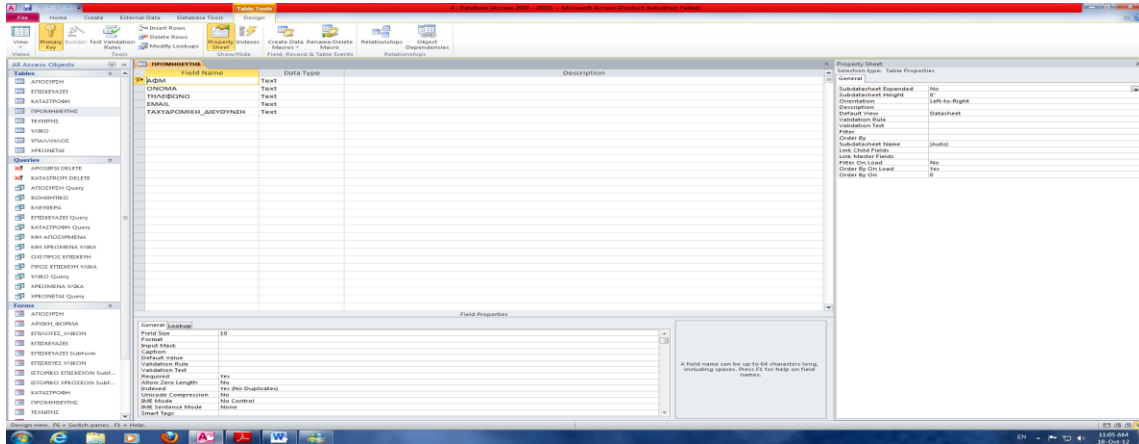 Table Tools
4 : Database (Access 2007 - 2010) - Microsoft Access (Product Activation Failed)
File Home Create External Data Database Tools Design
View
Primary Key
Builder
Test Validation Rules
Insert Rows
Delete Rows
Modify Lookups
Property Sheet
Indexes
Create Data Macros
Rename/Delete Macro
Relationships
Object Dependencies
Views Tools Show/Hide Field, Record & Table Events Relationships
All Access Objects
Tables
ΑΠΟΣΥΡΣΗ
ΕΠΙΣΚΕΥΑΖΕΙ
ΚΑΤΑΣΤΡΟΦΗ
ΠΡΟΜΗΘΕΥΤΗΣ
ΤΕΧΝΙΤΗΣ
ΥΛΙΚΟ
ΥΠΑΛΛΗΛΟΣ
ΧΡΕΩΝΕΤΑΙ
Queries
APOSIRSI DELETE
KATASTROFI DELETE
ΑΠΟΣΥΡΣΗ Query
ΒΟΗΘΗΤΙΚΟ
ΕΛΕΥΘΕΡΑ
ΕΠΙΣΚΕΥΑΖΕΙ Query
ΚΑΤΑΣΤΡΟΦΗ Query
ΜΗ ΑΠΟΣΥΡΜΕΝΑ
ΜΗ ΧΡΕΩΜΕΝΑ ΥΛΙΚΑ
ΟΧΙ ΠΡΟΣ ΕΠΙΣΚΕΥΗ
ΠΡΟΣ ΕΠΙΣΚΕΥΗ ΥΛΙΚΑ
ΥΛΙΚΟ Query
ΧΡΕΩΜΕΝΑ ΥΛΙΚΑ
ΧΡΕΩΝΕΤΑΙ Query
Forms
ΑΠΟΣΥΡΣΗ
ΑΡΧΙΚΗ_ΦΟΡΜΑ
ΕΠΙΛΟΓΕΣ_ΥΛΙΚΩΝ
ΕΠΙΣΚΕΥΑΖΕΙ
ΕΠΙΣΚΕΥΑΖΕΙ Subform
ΕΠΙΣΚΕΥΕΣ ΥΛΙΚΩΝ
ΙΣΤΟΡΙΚΟ ΕΠΙΣΚΕΥΩΝ Subf...
ΙΣΤΟΡΙΚΟ ΧΡΕΩΣΕΩΝ Subf...
ΚΑΤΑΣΤΡΟΦΗ
ΠΡΟΜΗΘΕΥΤΗΣ
ΤΕΧΝΙΤΗΣ
ΠΡΟΜΗΘΕΥΤΗΣ
Field Name Data Type Description
ΑΦΜ Text
ΟΝΟΜΑ Text
ΤΗΛΕΦΩΝΟ Text
EMAIL Text
ΤΑΧΥΔΡΟΜΙΚΗ_ΔΙΕΥΘΥΝΣΗ Text
Field Properties
General Lookup
Field Size 10
Format
Input Mask
Caption
Default Value
Validation Rule
Validation Text
Required Yes
Allow Zero Length No
Indexed Yes (No Duplicates)
Unicode Compression No
IME Mode No Control
IME Sentence Mode None
Smart Tags
A field name can be up to 64 characters long,
including spaces. Press F1 for help on field
names.
Property Sheet
Selection type: Table Properties
General
Subdatasheet Expanded No
Subdatasheet Height 0"
Orientation Left-to-Right
Description
Default View Datasheet
Validation Rule
Validation Text
Filter
Order By
Subdatasheet Name [Auto]
Link Child Fields
Link Master Fields
Filter On Load No
Order By On Load Yes
Order By On 0
Design view. F6 = Switch panes. F1 = Help.
EN
11:05 AM
18-Oct-12